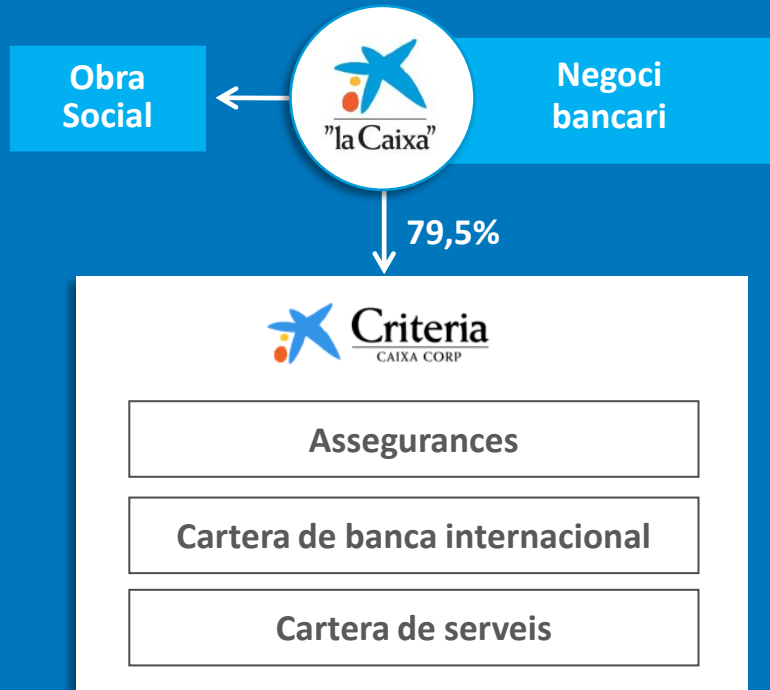 Obra
Social
"la Caixa"
Negoci
bancari
79,5%
Criteria
CAIXA CORP
Assegurances
Cartera de banca internacional
Cartera de serveis